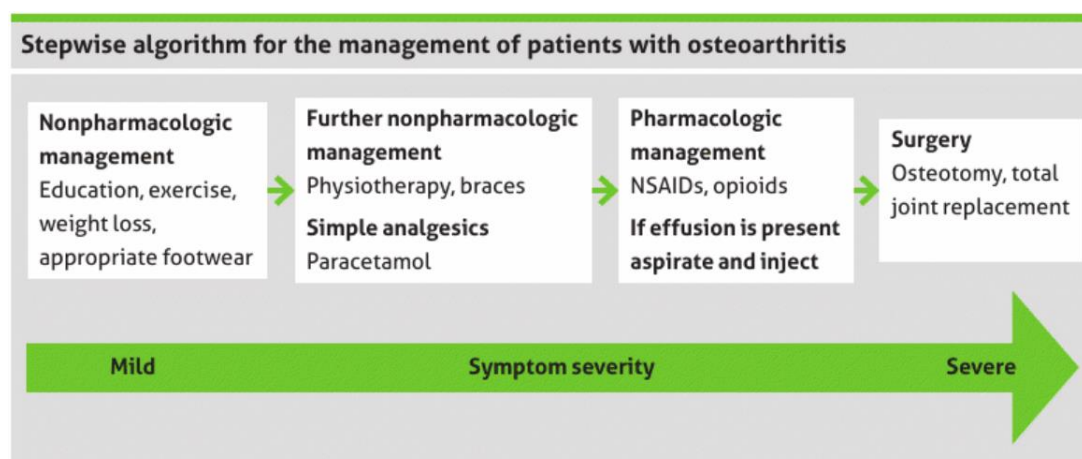 Stepwise algorithm for the management of patients with osteoarthritis
Nonpharmacologic
management
Education, exercise,
weight loss,
appropriate footwear
Further nonpharmacologic
management
Physiotherapy, braces
Simple analgesics
Paracetamol
Pharmacologic
management
NSAIDs, opioids
If effusion is present
aspirate and inject
Surgery
Osteotomy, total
joint replacement
Mild
Symptom severity
Severe